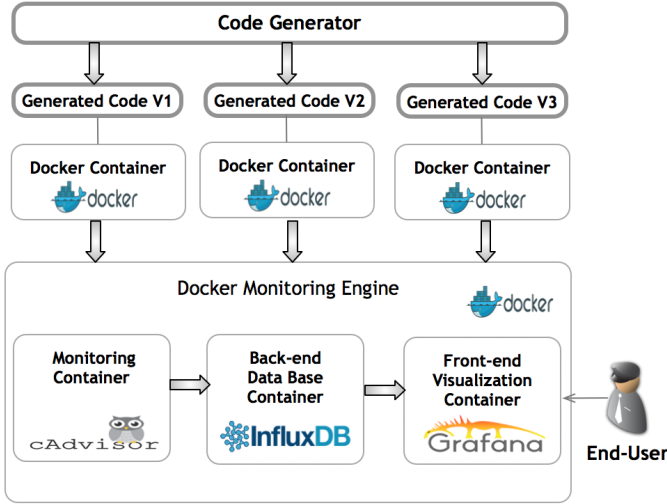 Code Generator
Generated Code V1
Generated Code V2
Generated Code V3
Docker Container
docker
Docker Container
docker
Docker Container
docker
Docker Monitoring Engine
docker
Monitoring
Container
cAdvisor
Back-end
Data Base
Container
InfluxDB
Front-end
Visualization
Container
Grafana
End-User